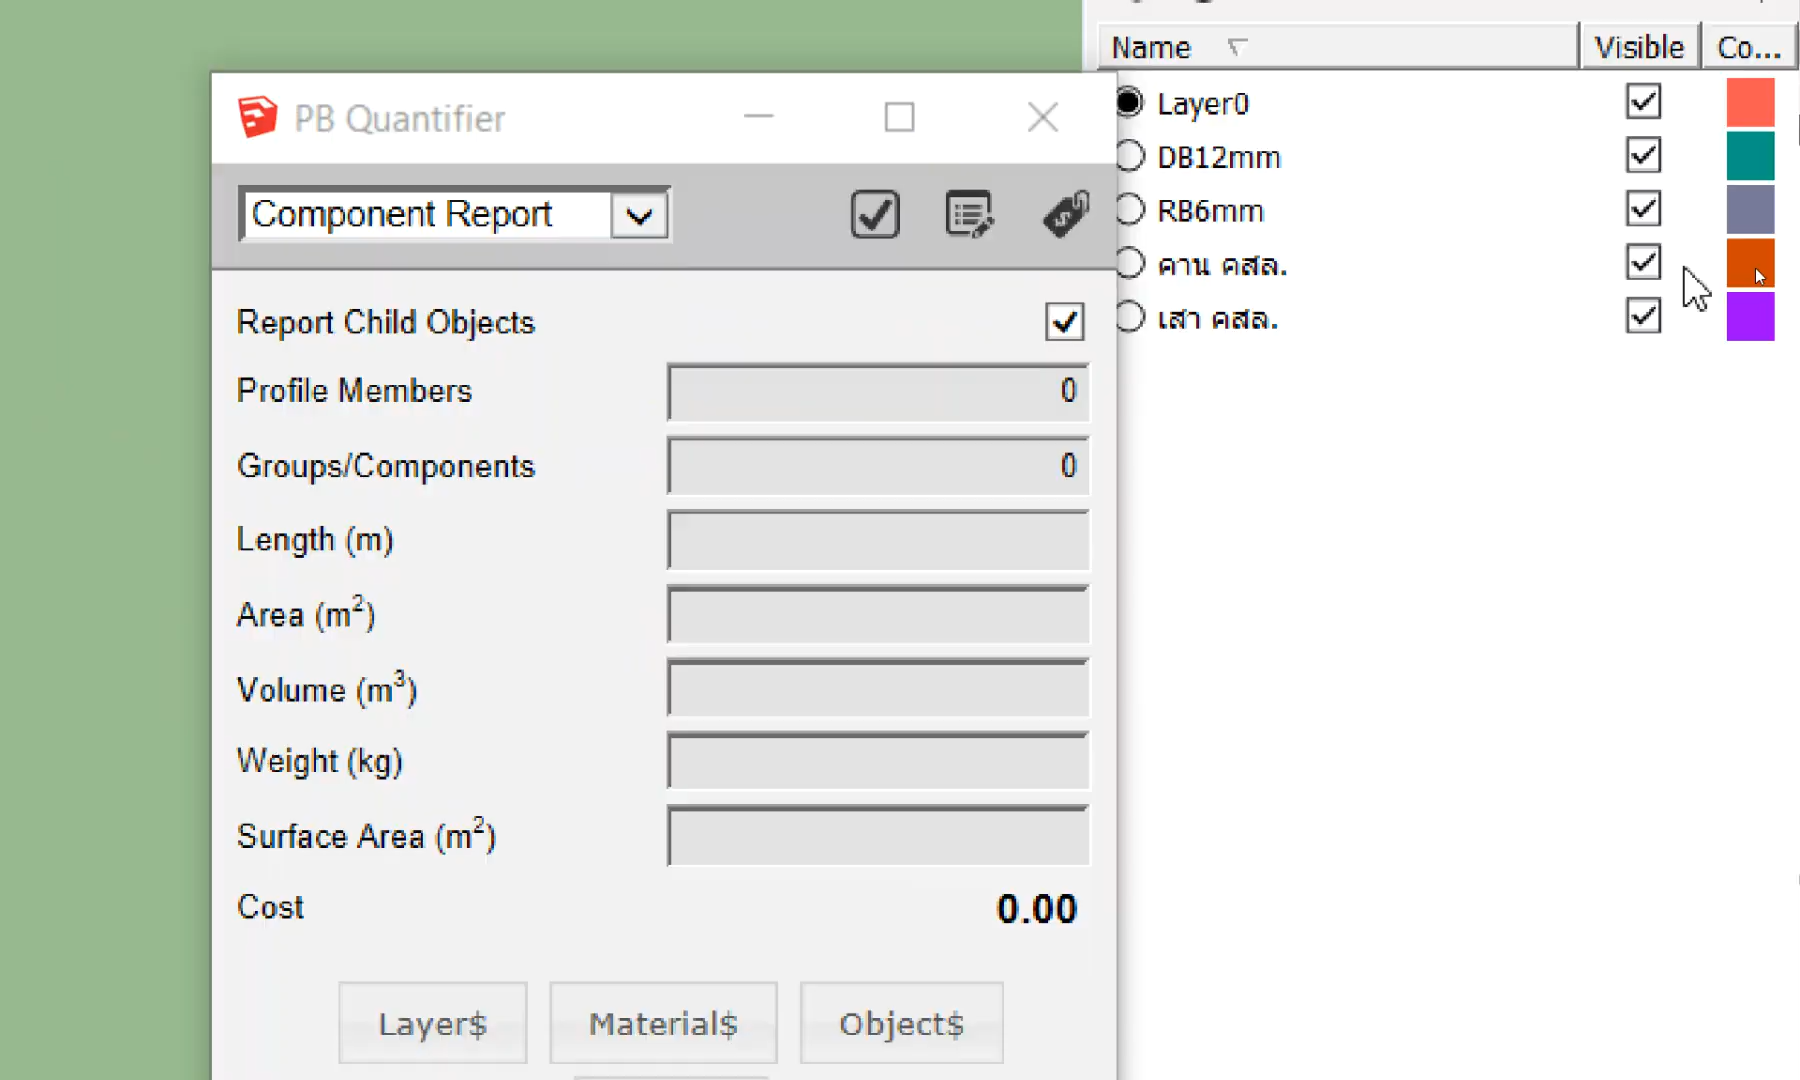 PB Quantifier
Component Report
Report Child Objects
Profile Members 0
Groups/Components 0
Length (m)
Area (m²)
Volume (m³)
Weight (kg)
Surface Area (m²)
Cost 0.00
Layer$ Material$ Object$
Name Visible Co...
Layer0
DB12mm
RB6mm
คาน คสล.
เสา คสล.